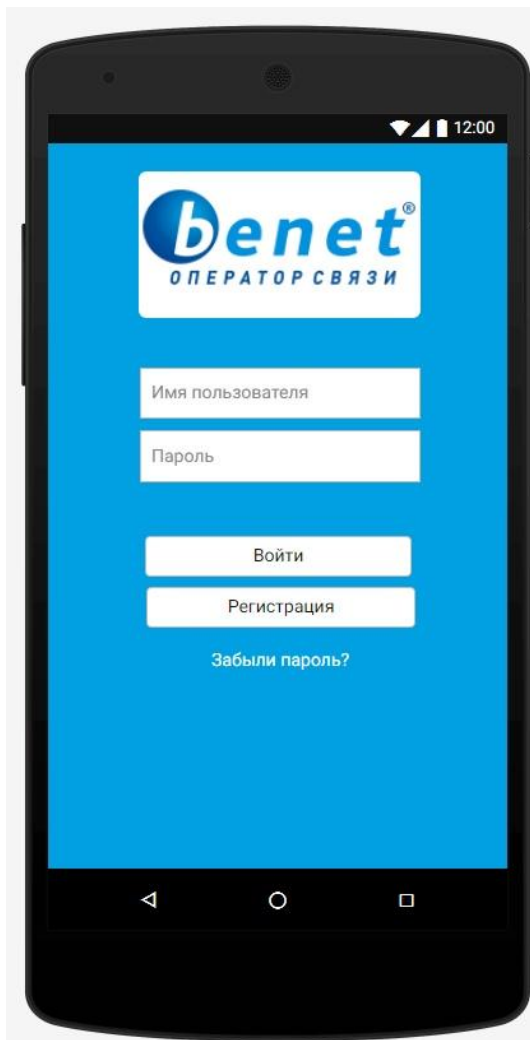 12:00
benet®
ОПЕРАТОР СВЯЗИ
Имя пользователя
Пароль
Войти
Регистрация
Забыли пароль?